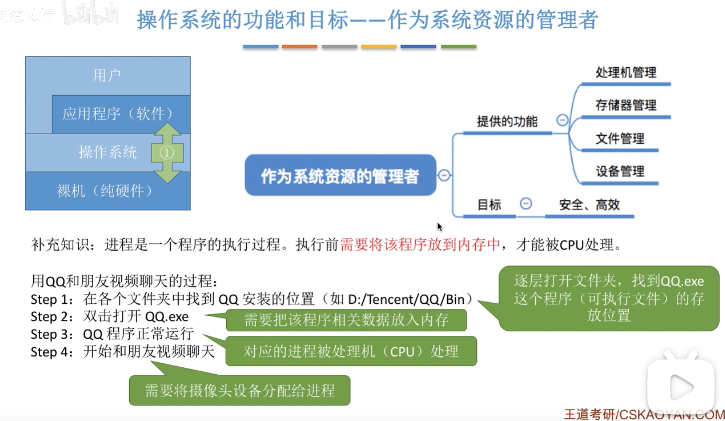 bilibili
操作系统的功能和目标——作为系统资源的管理者
用户
应用程序（软件）
操作系统
①
裸机（纯硬件）
作为系统资源的管理者
提供的功能
处理机管理
存储器管理
文件管理
设备管理
目标
安全、高效
补充知识：进程是一个程序的执行过程。执行前需要将该程序放到内存中，才能被CPU处理。
用QQ和朋友视频聊天的过程：
Step 1：在各个文件夹中找到 QQ 安装的位置（如 D:/Tencent/QQ/Bin）
逐层打开文件夹，找到QQ.exe
这个程序（可执行文件）的存
放位置
Step 2：双击打开 QQ.exe
需要把该程序相关数据放入内存
Step 3：QQ 程序正常运行
对应的进程被处理机（CPU）处理
Step 4：开始和朋友视频聊天
需要将摄像头设备分配给进程
王道考研/CSKAOYAN.COM